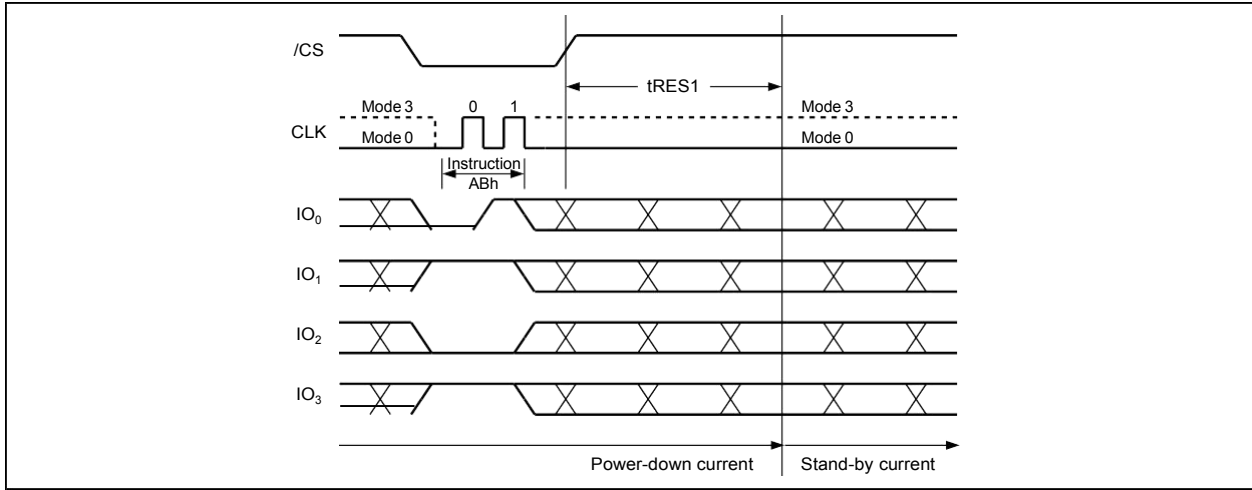 /CS
tRES1
Mode 3 0 1 Mode 3
CLK
Mode 0 Mode 0
Instruction
ABh
IO₀
IO₁
IO₂
IO₃
Power-down current Stand-by current